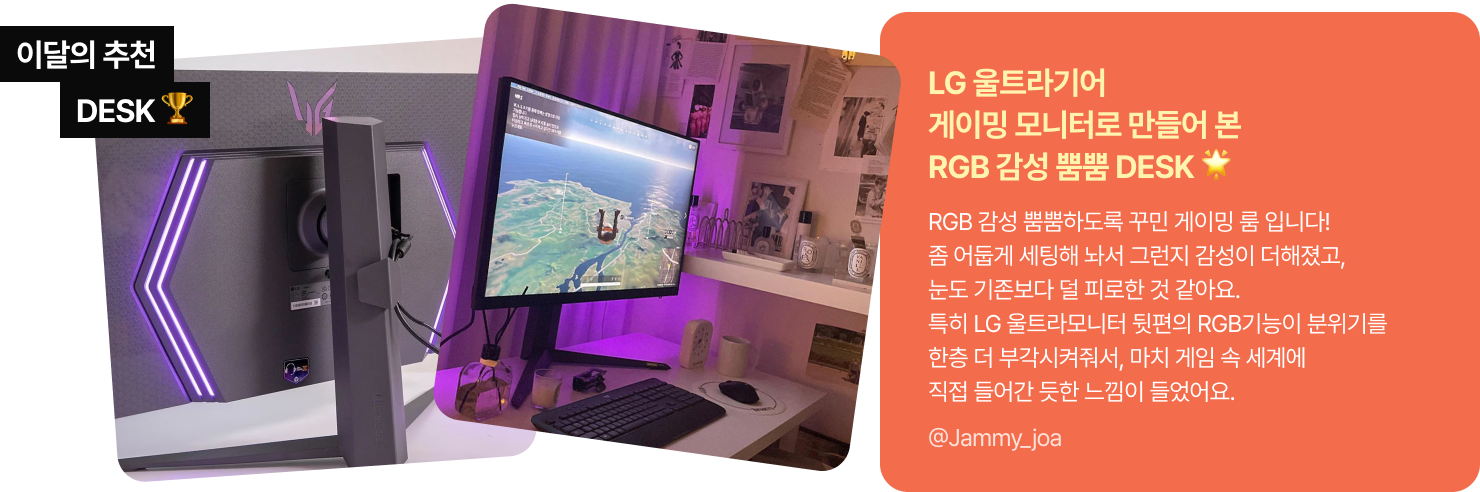 이달의 추천
DESK 🏆
LG 울트라기어
게이밍 모니터로 만들어 본
RGB 감성 뿜뿜 DESK 🌟
RGB 감성 뿜뿜하도록 꾸민 게이밍 룸 입니다!
좀 어둡게 세팅해 놔서 그런지 감성이 더해졌고,
눈도 기존보다 덜 피로한 것 같아요.
특히 LG 울트라모니터 뒷편의 RGB기능이 분위기를
한층 더 부각시켜줘서, 마치 게임 속 세계에
직접 들어간 듯한 느낌이 들었어요.
@Jammy_joa